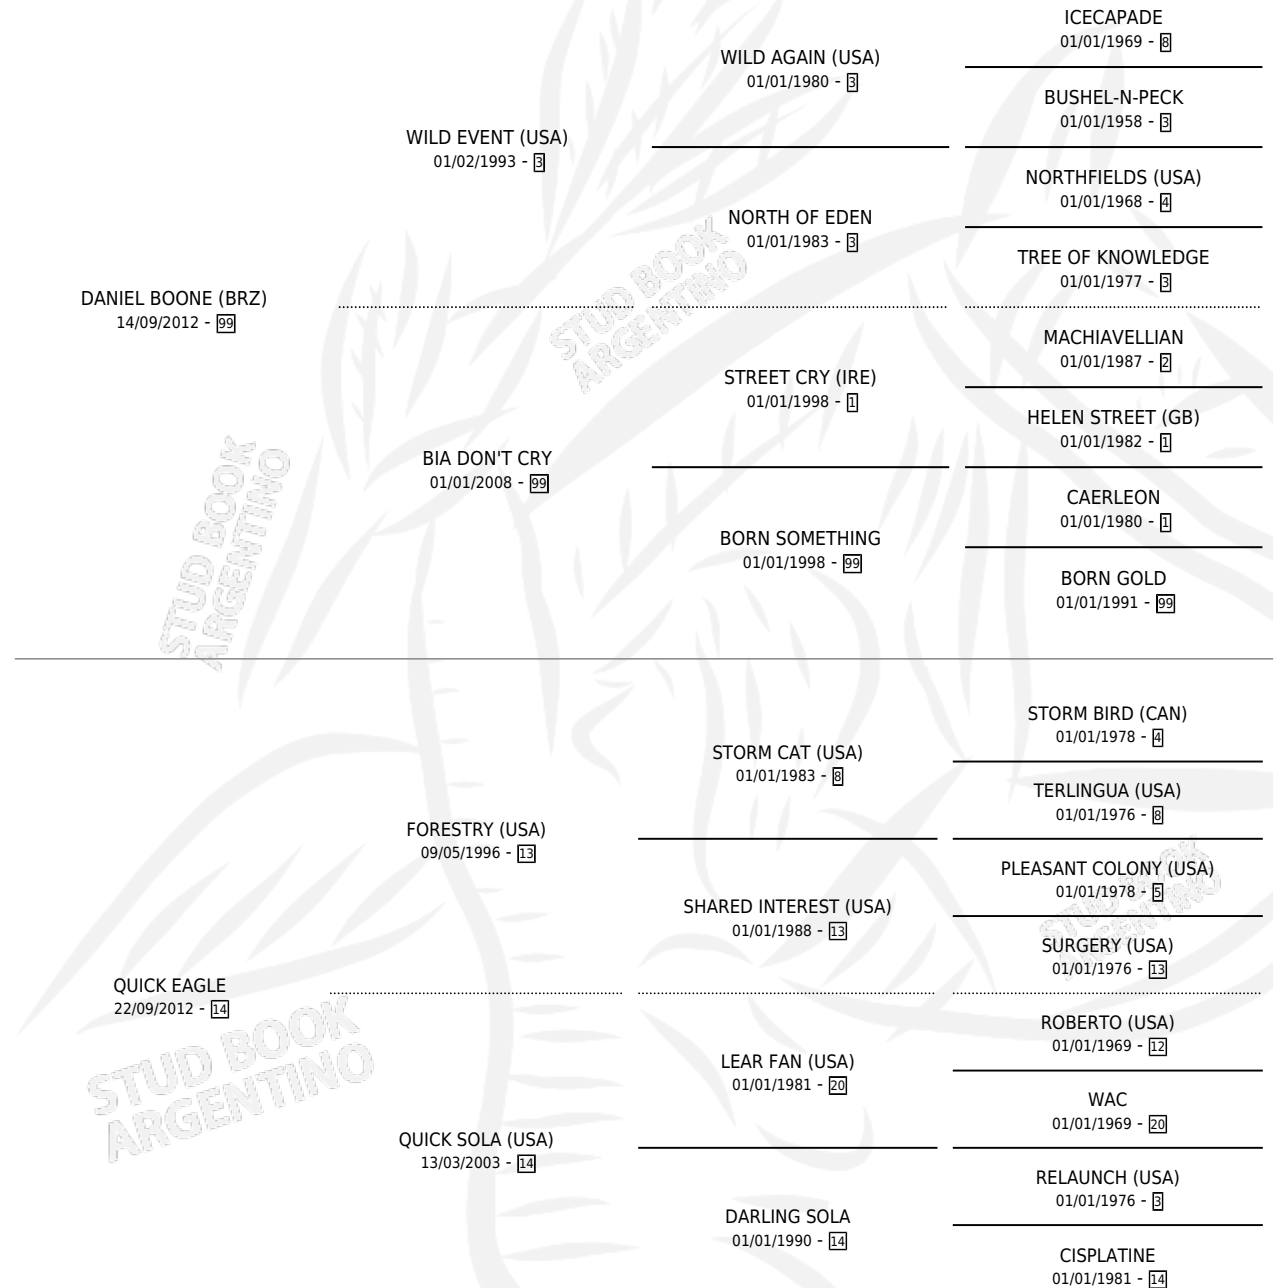 ICECAPADE
01/01/1969 - 8
WILD AGAIN (USA)
01/01/1980 - 3
BUSHEL-N-PECK
01/01/1958 - 3
WILD EVENT (USA)
01/02/1993 - 3
NORTHFIELDS (USA)
01/01/1968 - 4
NORTH OF EDEN
01/01/1983 - 3
TREE OF KNOWLEDGE
01/01/1977 - 3
DANIEL BOONE (BRZ)
14/09/2012 - 99
STUD BOOK
ARGENTINO
MACHIAVELLIAN
01/01/1987 - 2
STREET CRY (IRE)
01/01/1998 - 1
HELEN STREET (GB)
01/01/1982 - 1
BIA DON'T CRY
01/01/2008 - 99
CAERLEON
01/01/1980 - 1
BORN SOMETHING
01/01/1998 - 99
BORN GOLD
01/01/1991 - 99
STUD BOOK
ARGENTINO
STORM BIRD (CAN)
01/01/1978 - 4
STORM CAT (USA)
01/01/1983 - 8
TERLINGUA (USA)
01/01/1976 - 8
FORESTRY (USA)
09/05/1996 - 13
PLEASANT COLONY (USA)
01/01/1978 - 5
SHARED INTEREST (USA)
01/01/1988 - 13
STUD BOOK
ARGENTINO
SURGERY (USA)
01/01/1976 - 13
QUICK EAGLE
22/09/2012 - 14
STUD BOOK
ARGENTINO
ROBERTO (USA)
01/01/1969 - 12
LEAR FAN (USA)
01/01/1981 - 20
WAC
01/01/1969 - 20
QUICK SOLA (USA)
13/03/2003 - 14
RELAUNCH (USA)
01/01/1976 - 3
DARLING SOLA
01/01/1990 - 14
CISPLATINE
01/01/1981 - 14